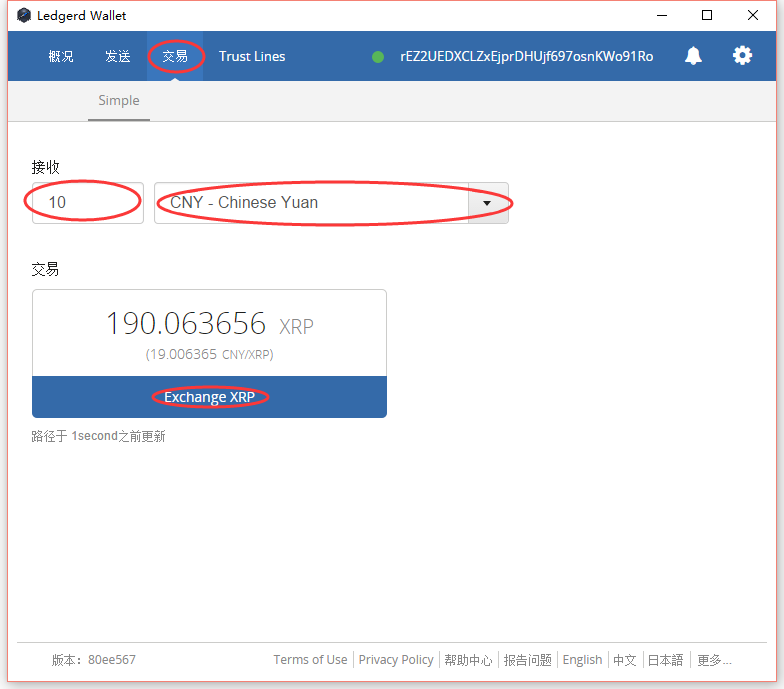 Ledgerd Wallet
概况 发送 交易 Trust Lines rEZ2UEDXCLZxEjprDHUjf697osnKWo91Ro
Simple
接收
10 CNY - Chinese Yuan
交易
190.063656 XRP
(19.006365 CNY/XRP)
Exchange XRP
路径于 1second之前更新
版本: 80ee567 Terms of Use Privacy Policy 帮助中心 报告问题 English 中文 日本語 更多...